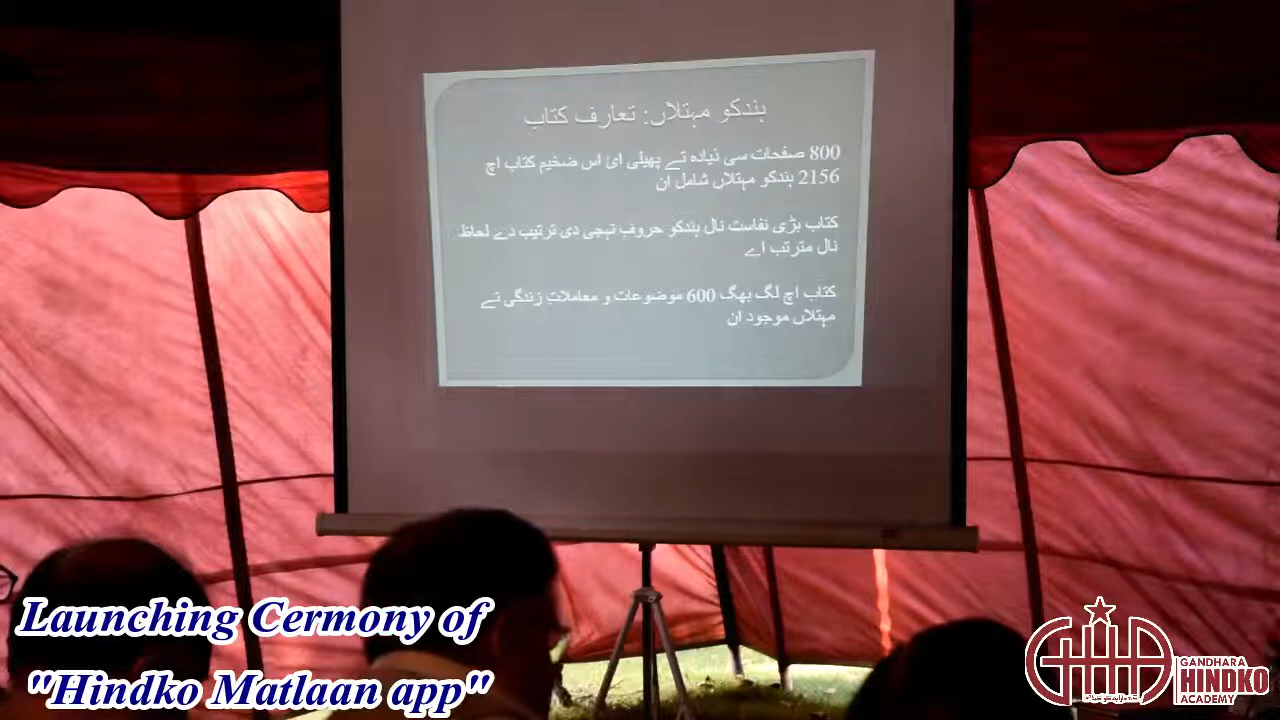 ہندکو مہتلاں: تعارف کتاب
800 صفحات سی زیادہ تے پھیلی ائ اس ضخیم کتاب اچ
2156 ہندکو مہتلاں شامل ان
کتاب بڑی نفاست نال ہندکو حروف تہجی دی ترتیب دے لحاظ
نال مترتب اے
کتاب اچ لگ بھگ 600 موضوعات و معاملات زندگی تے
مہتلاں موجود ان
Launching Cermony of
"Hindko Matlaan app"
GANDHARA
HINDKO
ACADEMY